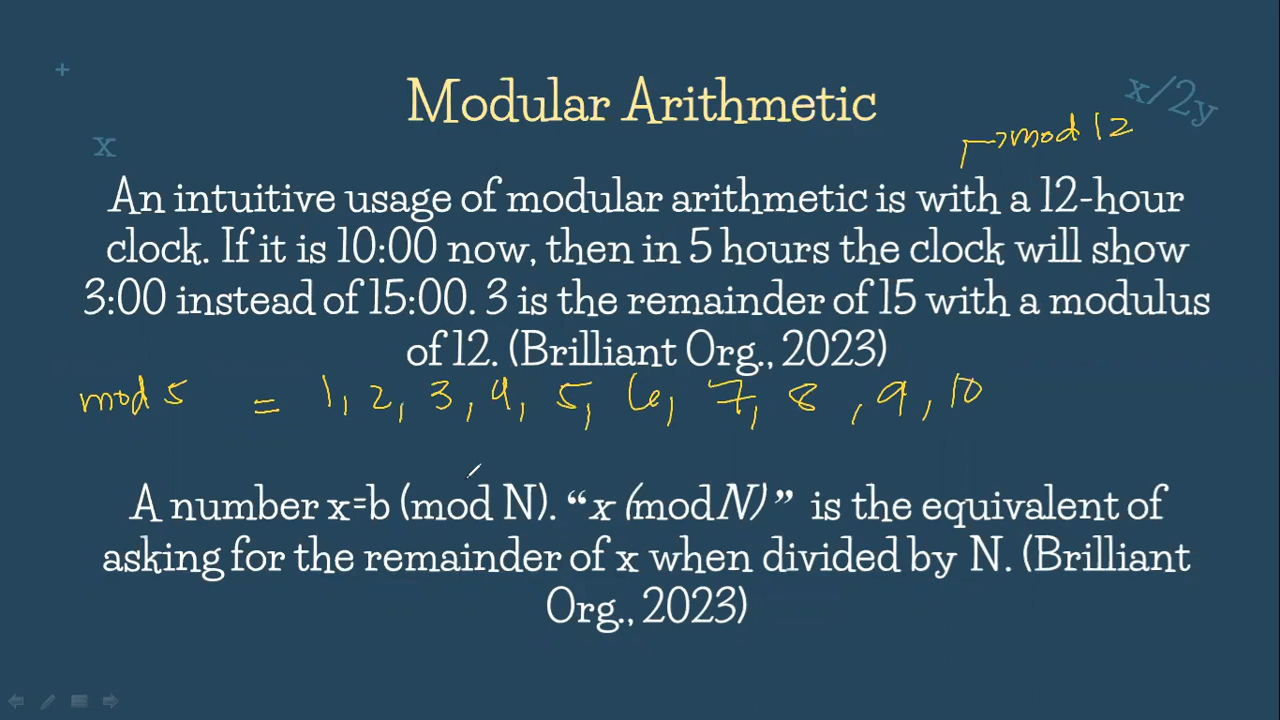 Modular Arithmetic
x/2y
x
→mod 12
An intuitive usage of modular arithmetic is with a 12-hour
clock. If it is 10:00 now, then in 5 hours the clock will show
3:00 instead of 15:00. 3 is the remainder of 15 with a modulus
of 12. (Brilliant Org., 2023)
mod 5 = 1, 2, 3, 4, 5, 6, 7, 8, 9, 10
A number x=b (mod N). “x (mod N)” is the equivalent of
asking for the remainder of x when divided by N. (Brilliant
Org., 2023)